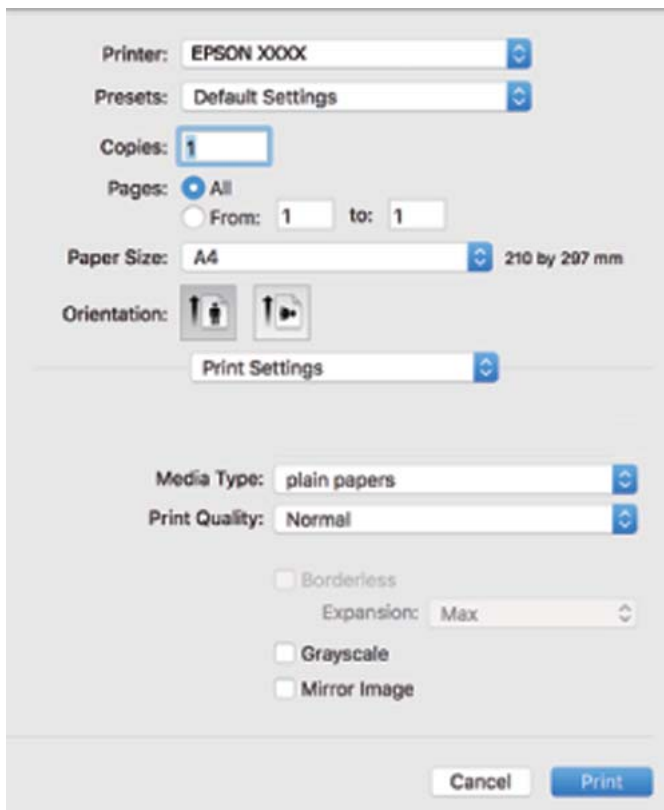 Printer: EPSON XXXX
Presets: Default Settings
Copies: 1
Pages: All
From: 1 to: 1
Paper Size: A4 210 by 297 mm
Orientation:
Print Settings
Media Type: plain papers
Print Quality: Normal
Borderless
Expansion: Max
Grayscale
Mirror Image
Cancel Print